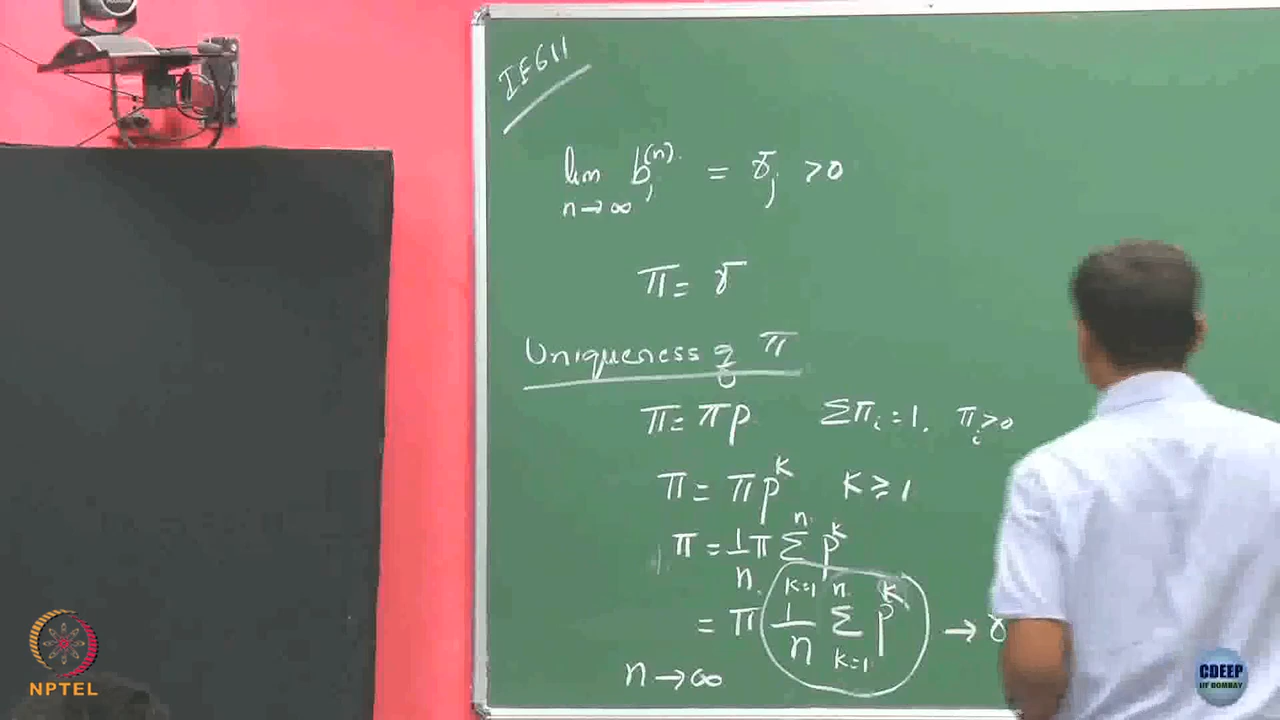 IE611
lim b_j^(n) = γ_j > 0
n → ∞
π = γ
Uniqueness of π
π = πP Σπ_i = 1, π_i > 0
π = πP^k k ≥ 1
π = 1/n π Σ_{k=1}^{n} P^k
= π 1/n Σ_{k=1}^{n} P^k → γ
n → ∞
NPTEL
CDEEP
IIT BOMBAY